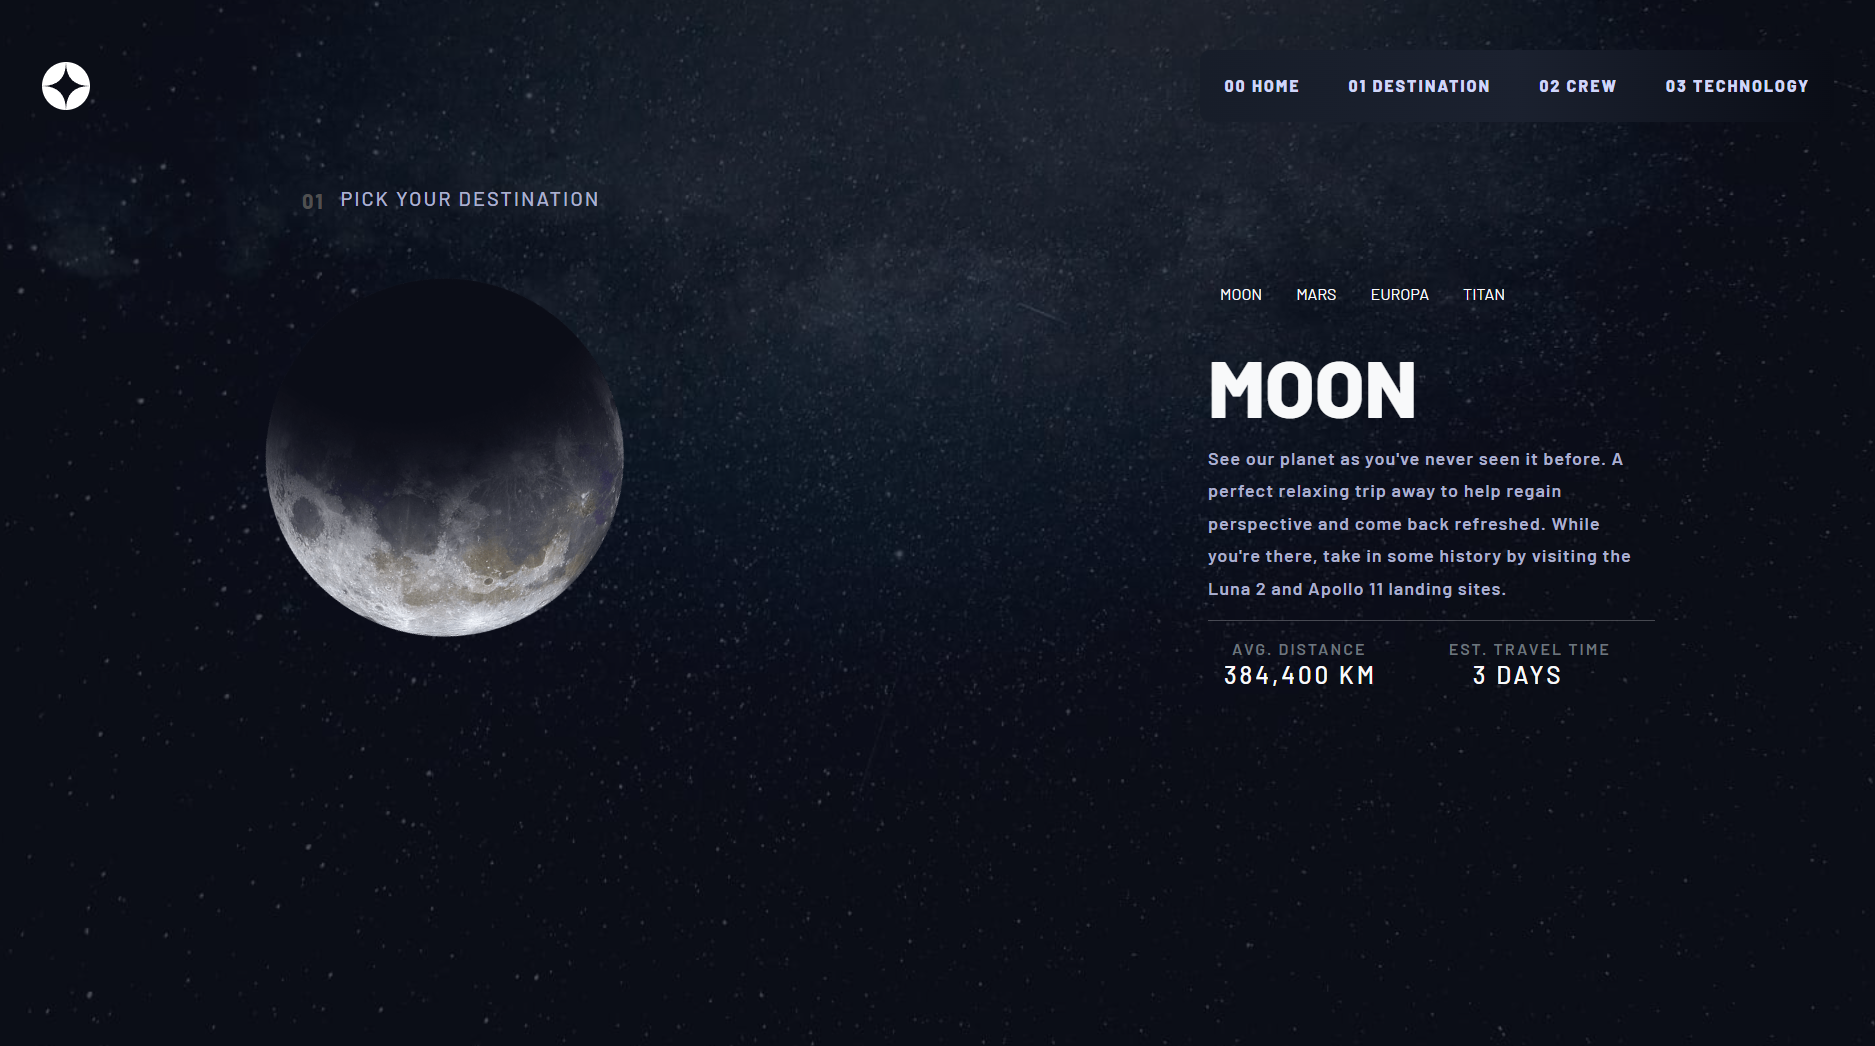 00 HOME 01 DESTINATION 02 CREW 03 TECHNOLOGY
01 PICK YOUR DESTINATION
MOON MARS EUROPA TITAN
MOON
See our planet as you've never seen it before. A
perfect relaxing trip away to help regain
perspective and come back refreshed. While
you're there, take in some history by visiting the
Luna 2 and Apollo 11 landing sites.
AVG. DISTANCE EST. TRAVEL TIME
384,400 KM 3 DAYS